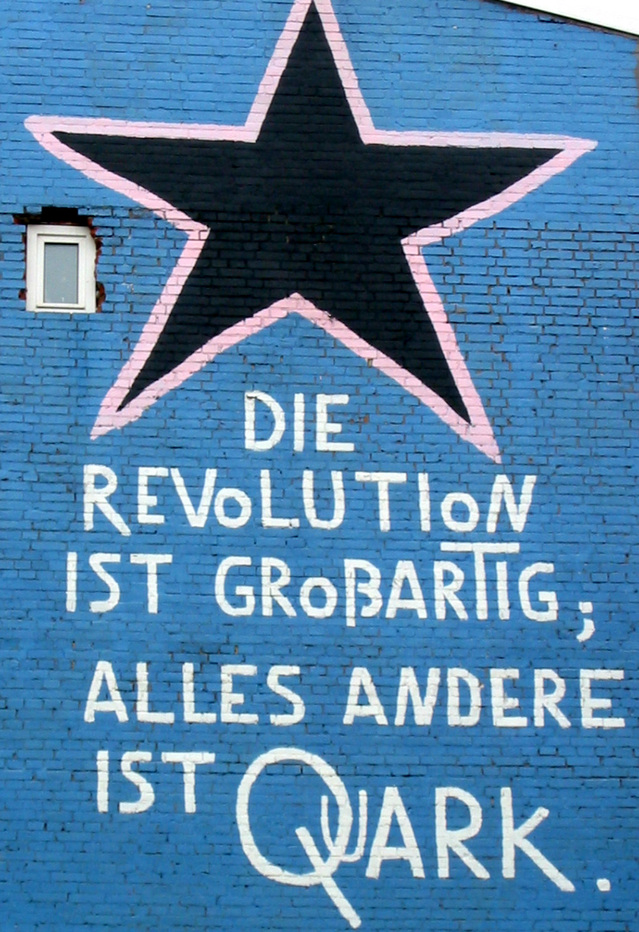 DIE
REVOLUTION
IST GROßARTIG;
ALLES ANDERE
IST QUARK.